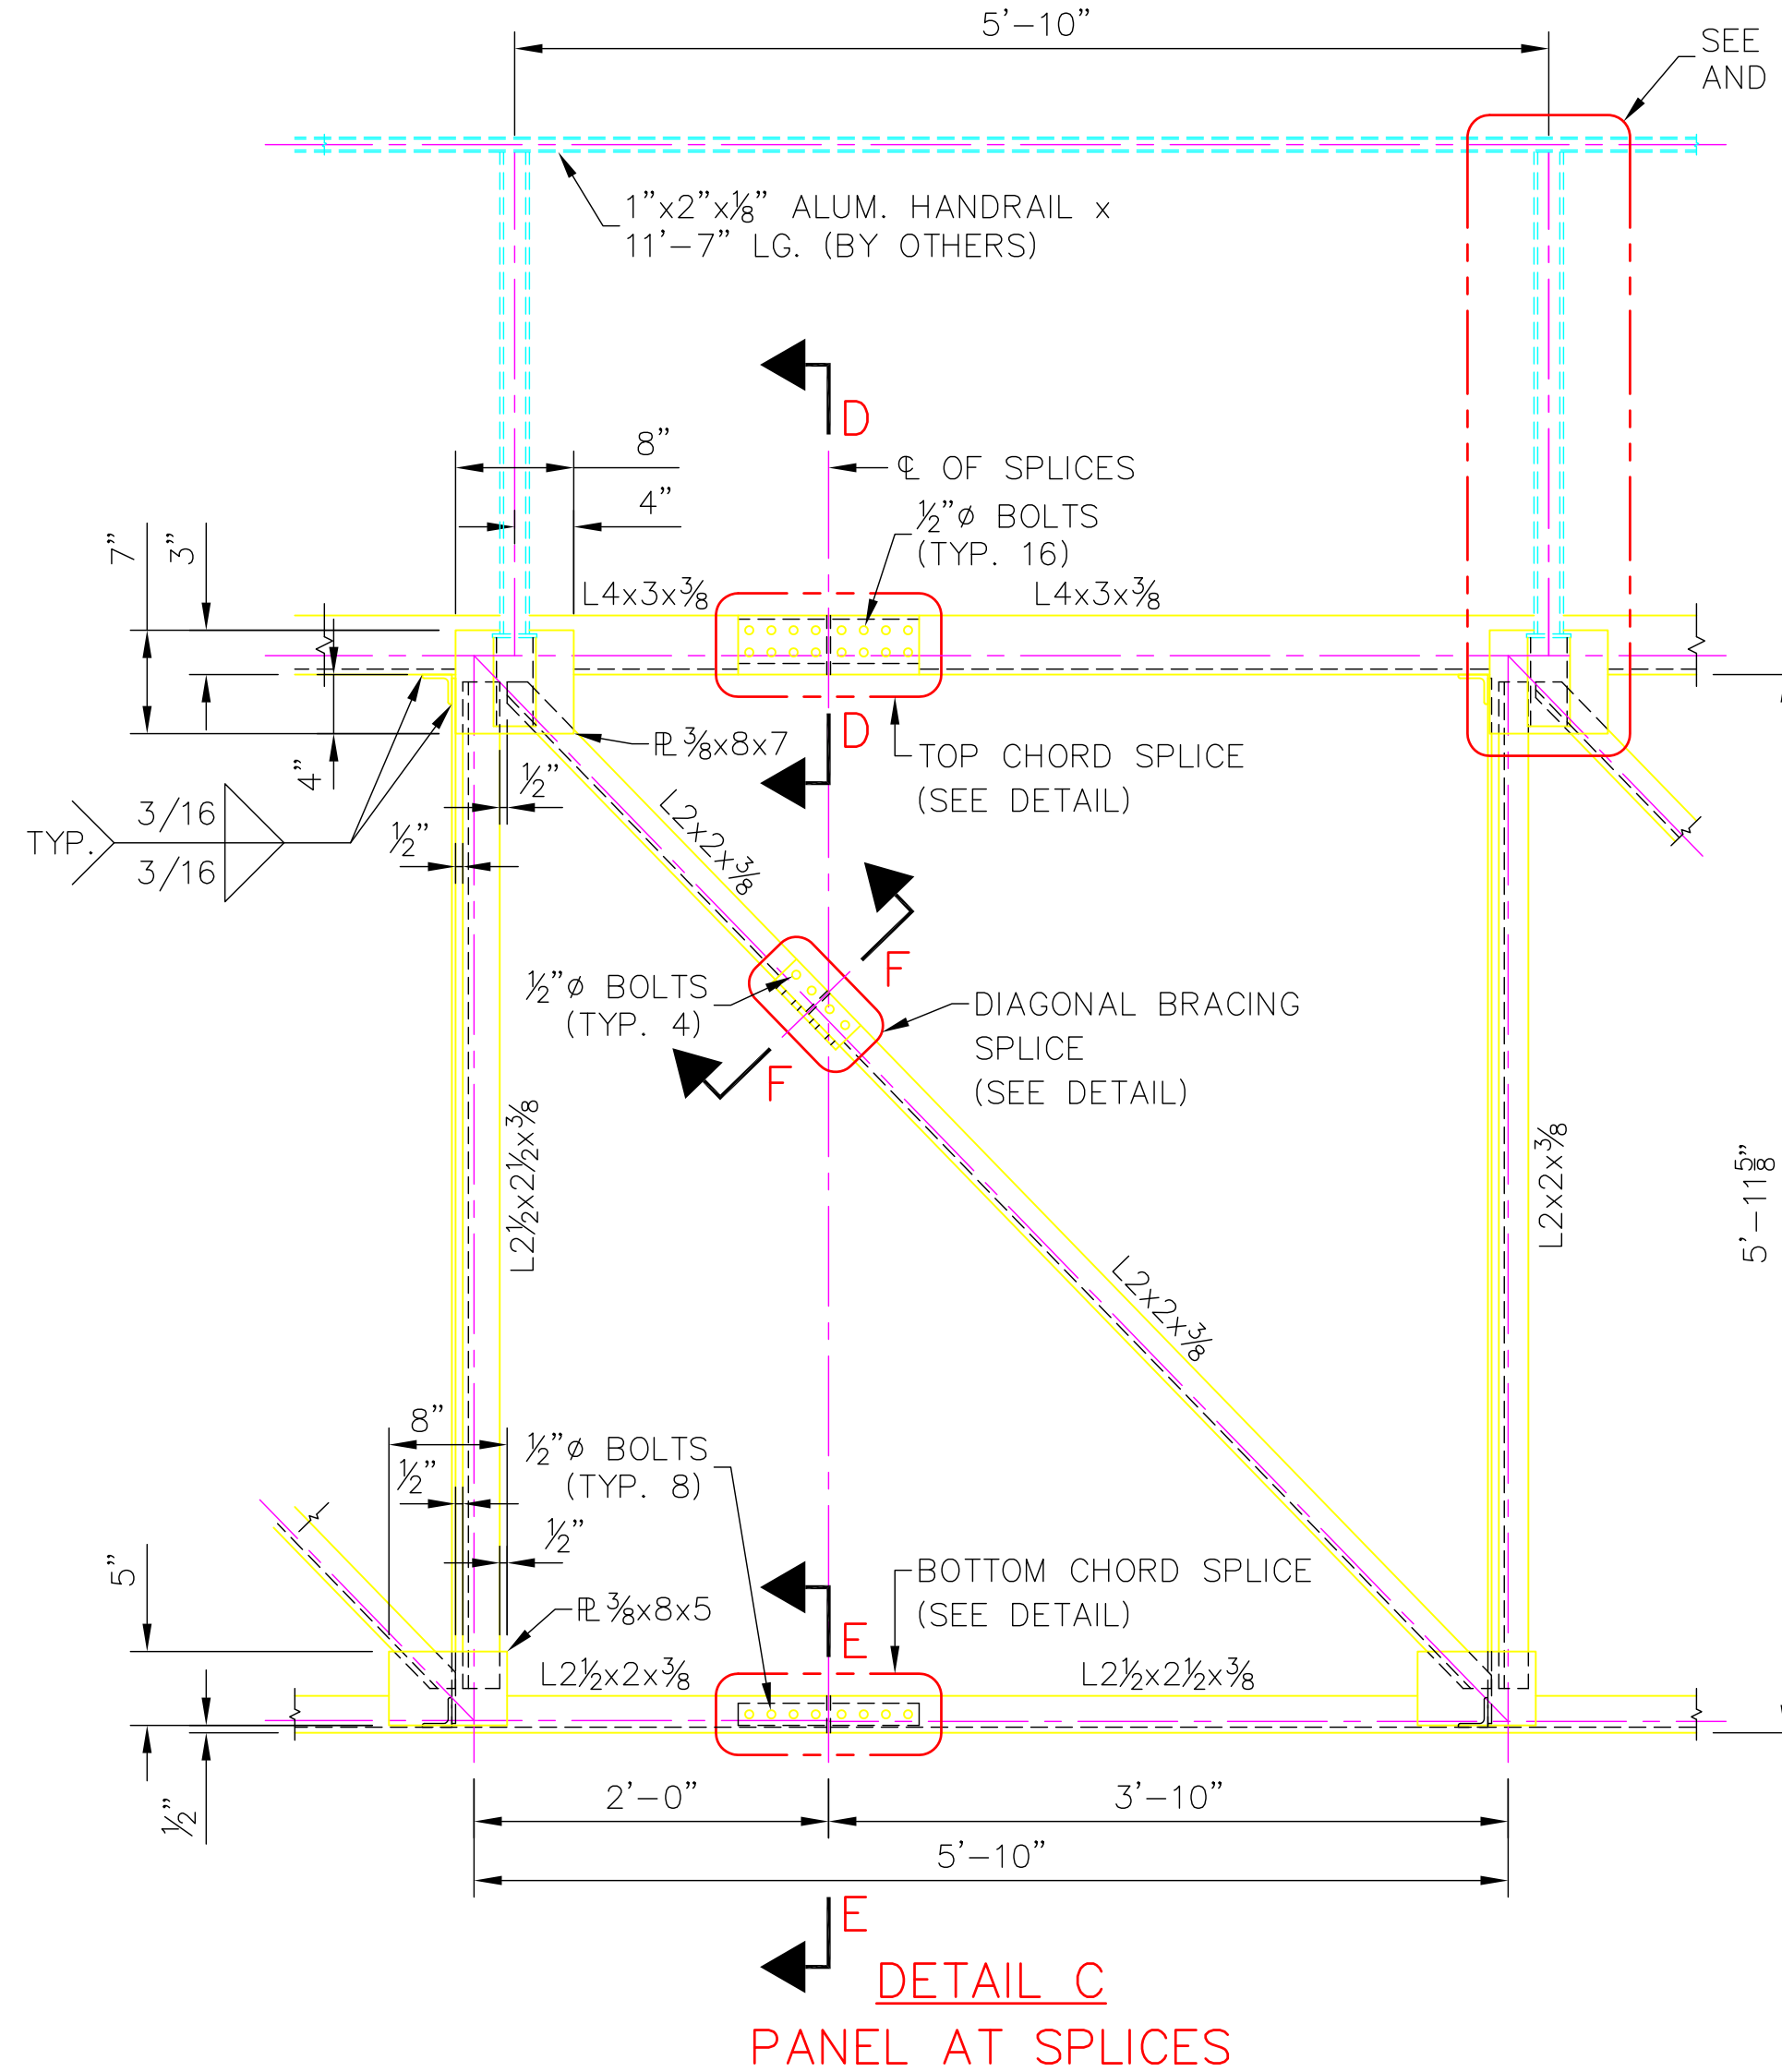 5'-10"
SEE
AND
1"x2"x⅛" ALUM. HANDRAIL x
11'-7" LG. (BY OTHERS)
D
8"
℄ OF SPLICES
4"
½"ø BOLTS
(TYP. 16)
7"
3"
L4x3x⅜
L4x3x⅜
D
℄ ⅜x8x7
TOP CHORD SPLICE
(SEE DETAIL)
4"
½"
L2x2x⅜
TYP.
3/16
3/16
½"
F
½"ø BOLTS
(TYP. 4)
DIAGONAL BRACING
SPLICE
(SEE DETAIL)
F
L2½x2½x⅜
L2x2x⅜
5'-11⅝"
L2x2x⅜
8"
½"ø BOLTS
(TYP. 8)
½"
½"
5"
BOTTOM CHORD SPLICE
(SEE DETAIL)
PL ⅜x8x5
E
L2½x2x⅜
L2½x2½x⅜
½"
2'-0"
3'-10"
5'-10"
E
DETAIL C
PANEL AT SPLICES